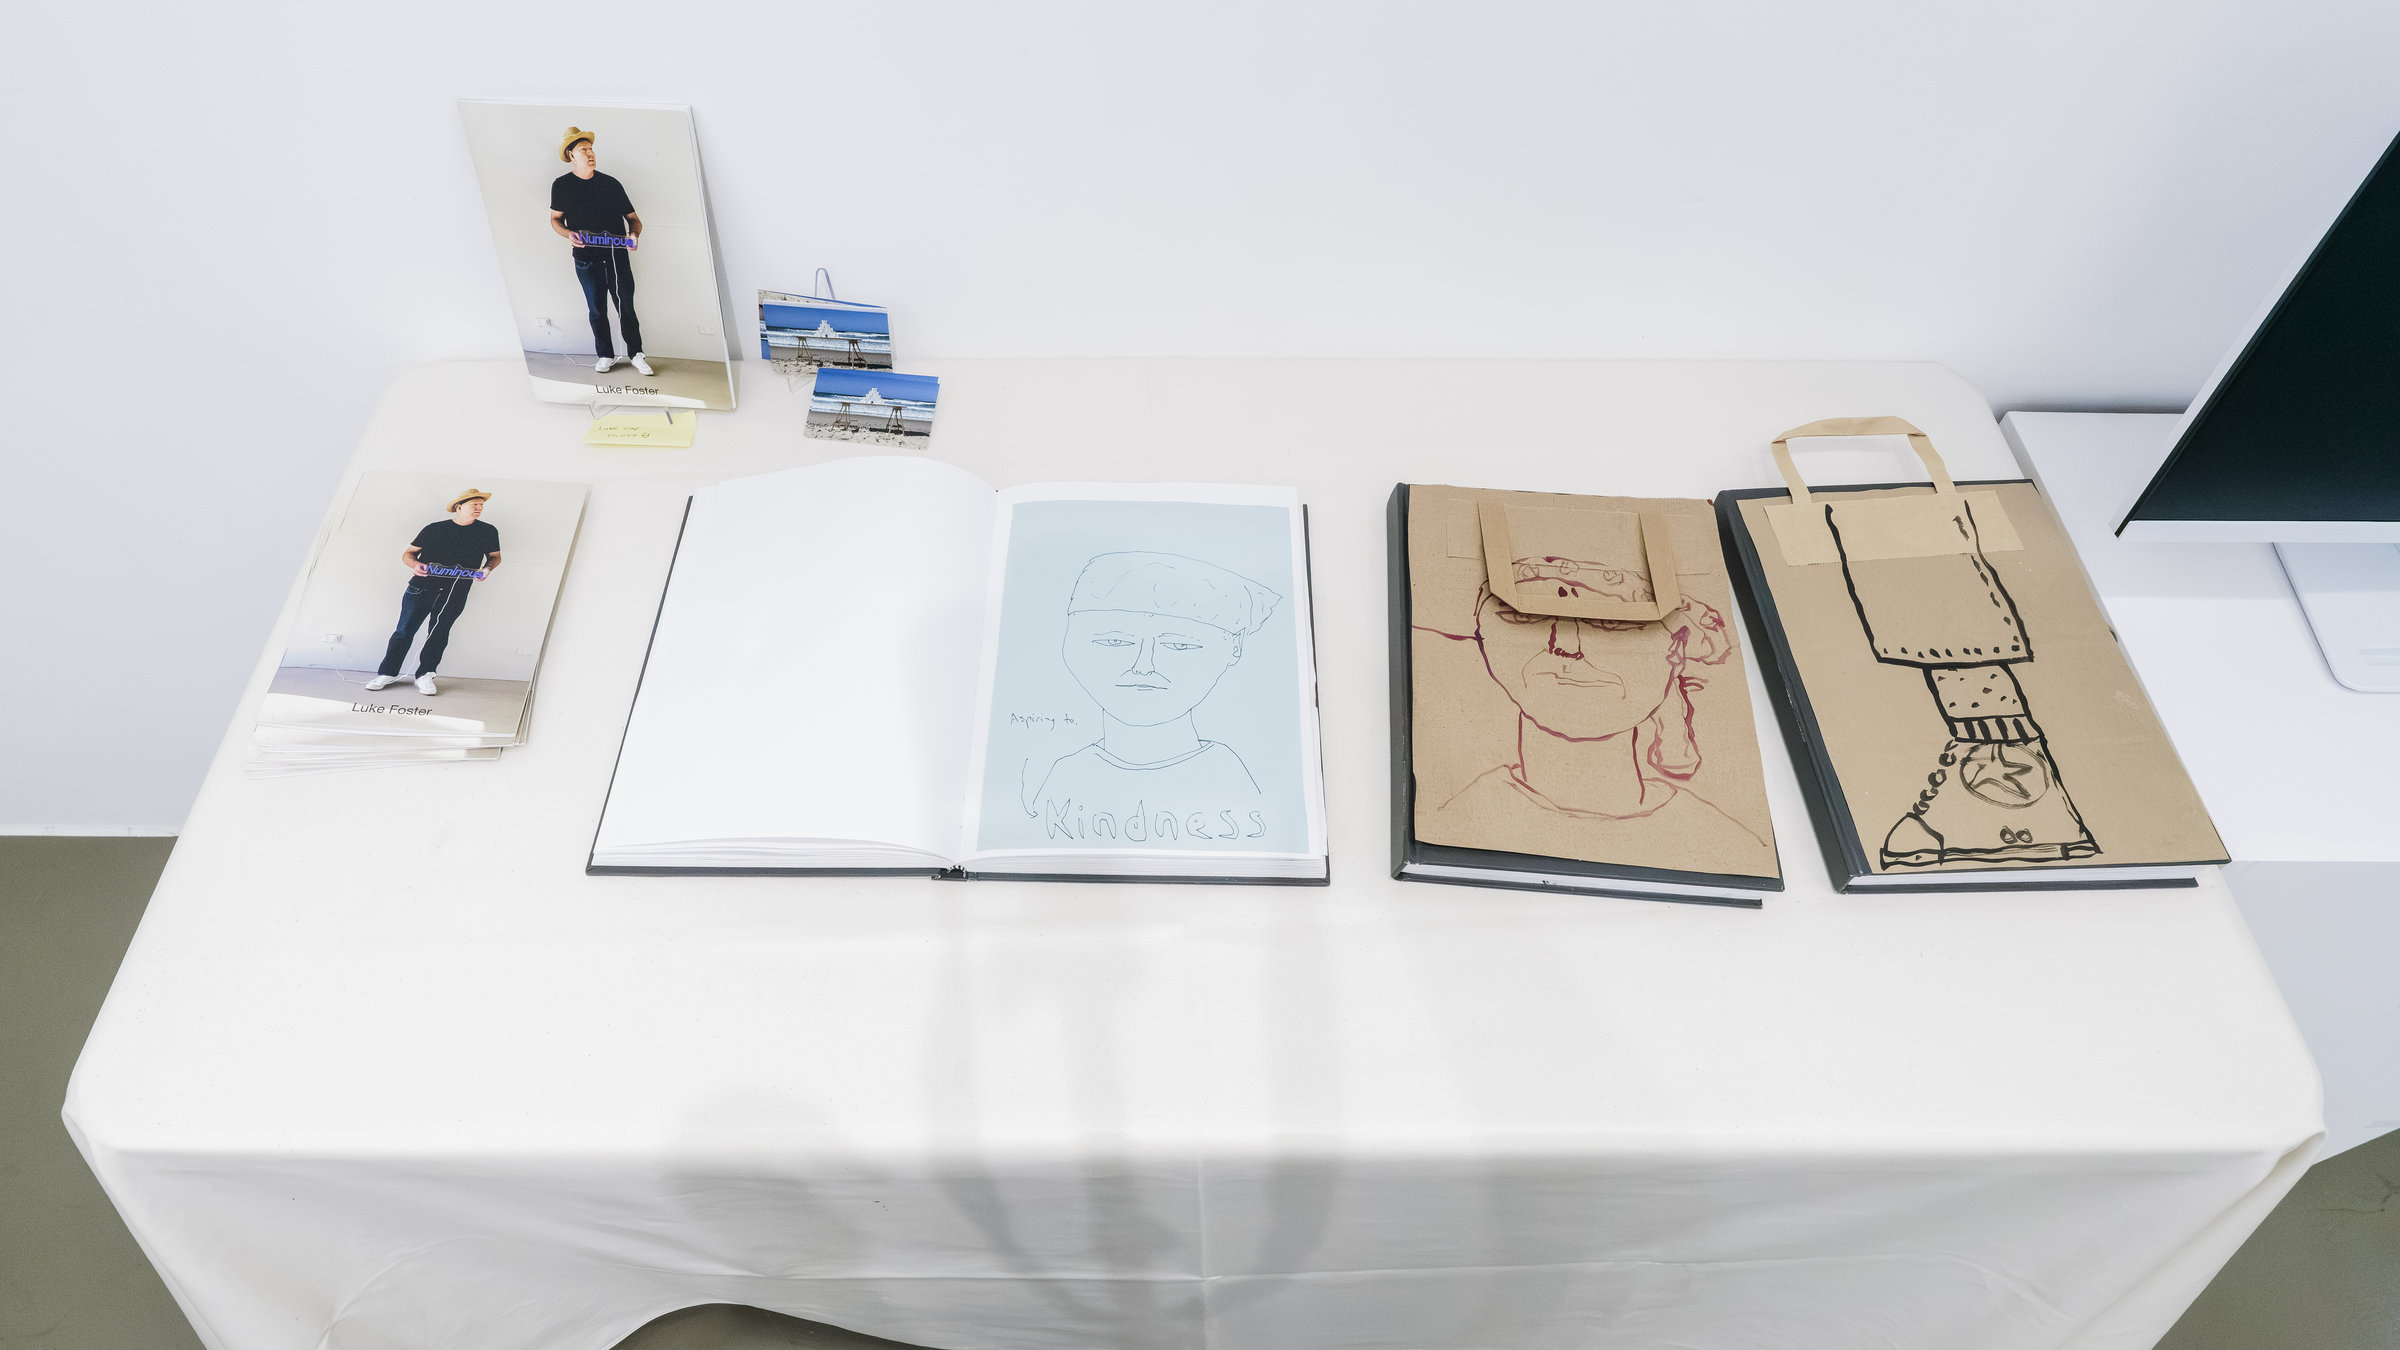 Numinous
Luke Foster
Numinous
Luke Foster
Aspiring to.
Kindness